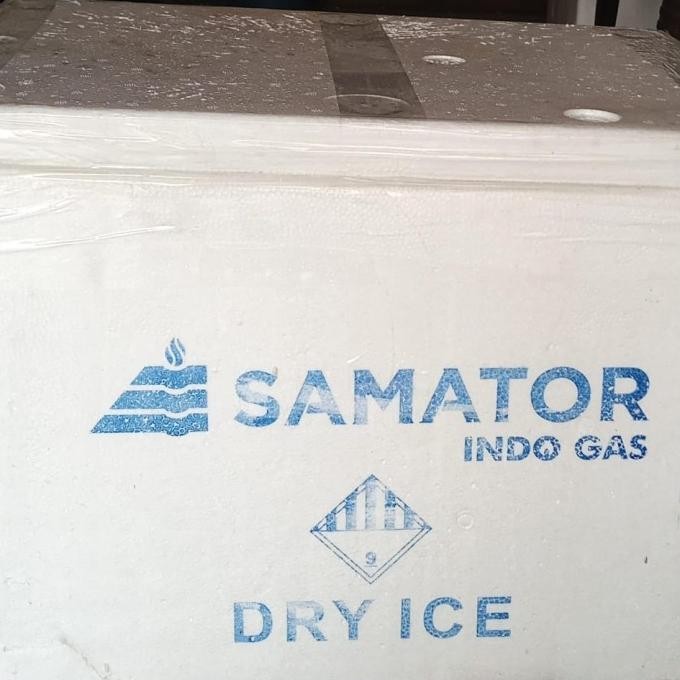 SAMATOR
INDO GAS
9
DRY ICE